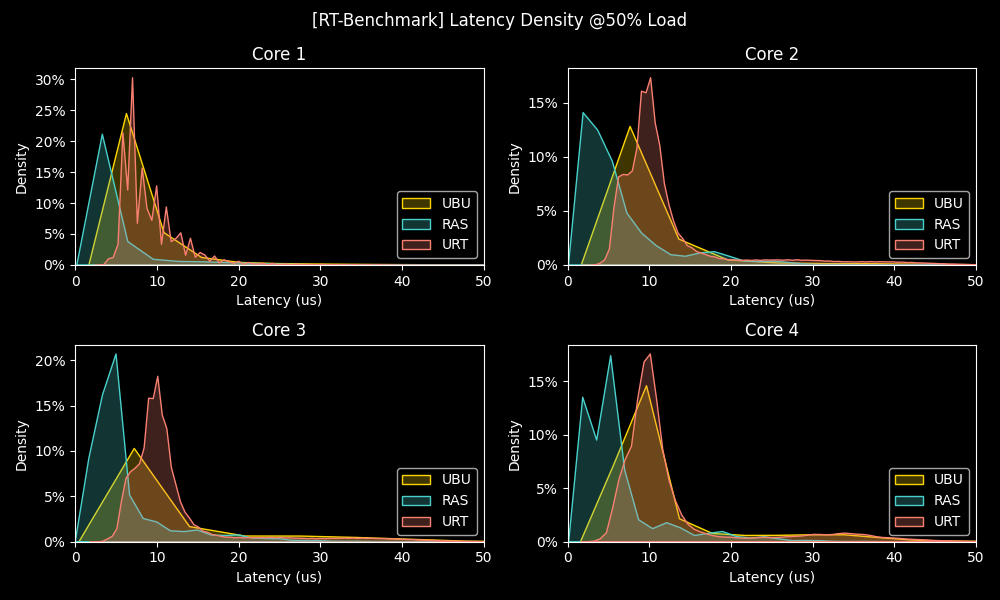 [RT-Benchmark] Latency Density @50% Load
Core 1
30%
25%
20%
15%
10%
5%
0%
Density
0 10 20 30 40 50
Latency (us)
UBU
RAS
URT
Core 2
15%
10%
5%
0%
Density
0 10 20 30 40 50
Latency (us)
UBU
RAS
URT
Core 3
20%
15%
10%
5%
0%
Density
0 10 20 30 40 50
Latency (us)
UBU
RAS
URT
Core 4
15%
10%
5%
0%
Density
0 10 20 30 40 50
Latency (us)
UBU
RAS
URT